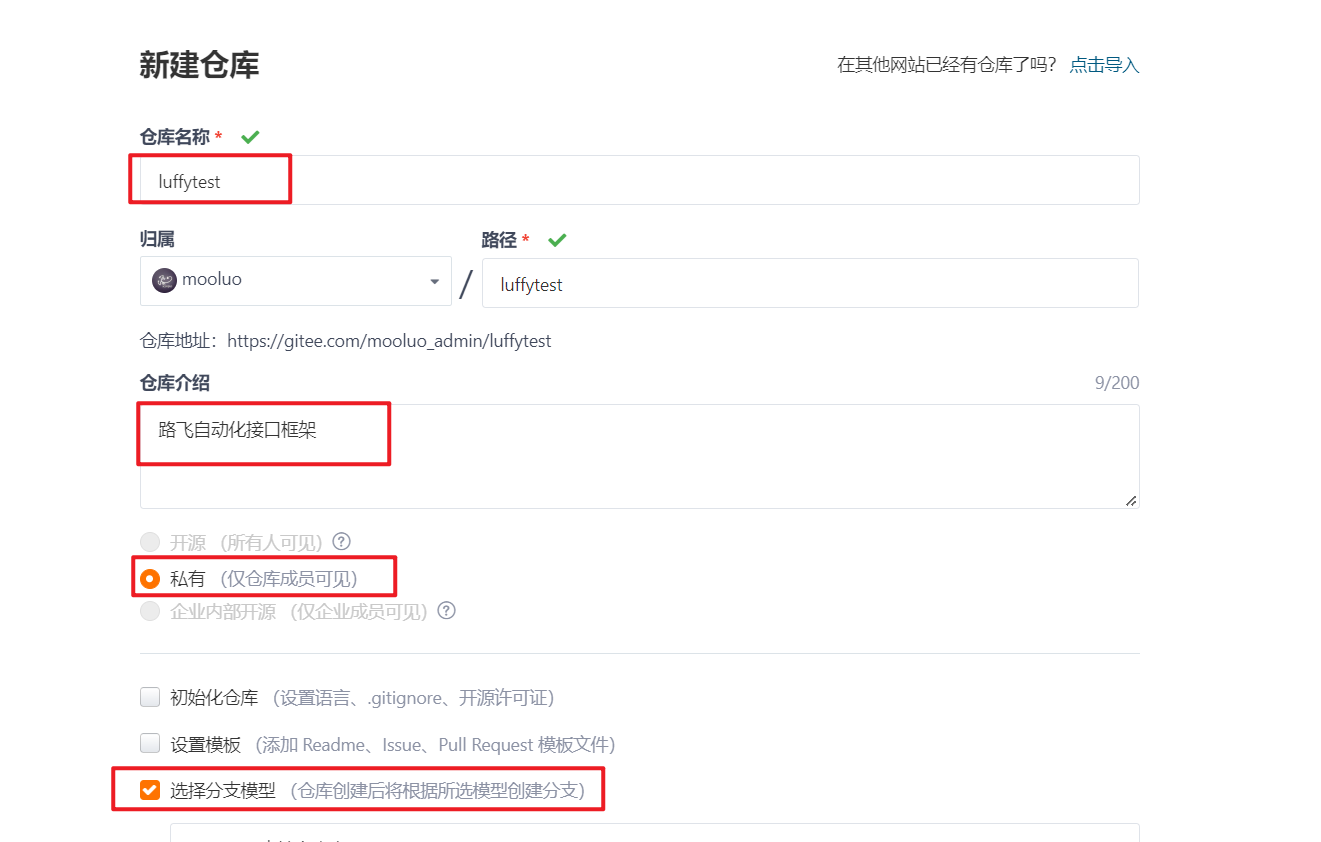 新建仓库
在其他网站已经有仓库了吗? 点击导入
仓库名称 *
luffytest
归属
路径 *
mooluo
/
luffytest
仓库地址：https://gitee.com/mooluo_admin/luffytest
仓库介绍
9/200
路飞自动化接口框架
开源 (所有人可见) ?
私有 (仅仓库成员可见)
企业内部开源 (仅企业成员可见) ?
初始化仓库 (设置语言、.gitignore、开源许可证)
设置模板 (添加 Readme、Issue、Pull Request 模板文件)
选择分支模型 (仓库创建后将根据所选模型创建分支)